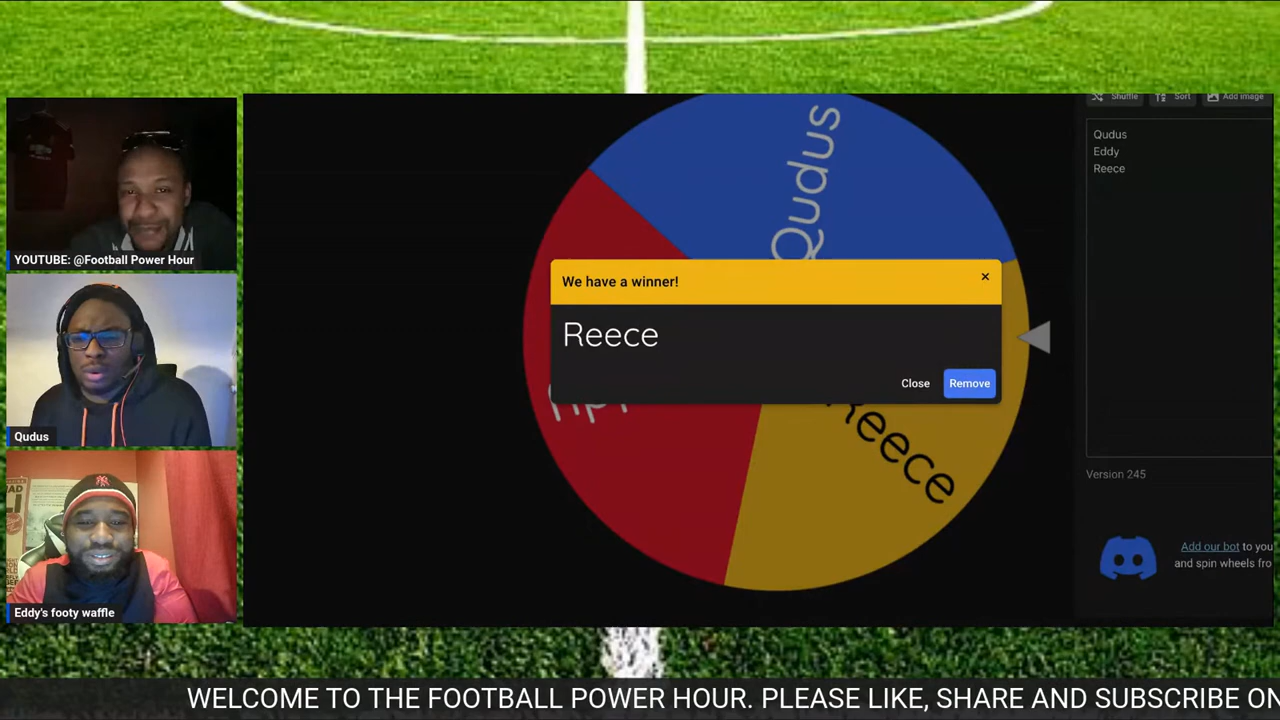 Shuffle
Sort
Add image
Qudus
Eddy
Reece
Qudus
Reece
We have a winner!
×
Reece
Close
Remove
Version 245
Add our bot to you
and spin wheels fro
YOUTUBE: @Football Power Hour
Qudus
Eddy's footy waffle
WELCOME TO THE FOOTBALL POWER HOUR. PLEASE LIKE, SHARE AND SUBSCRIBE ON